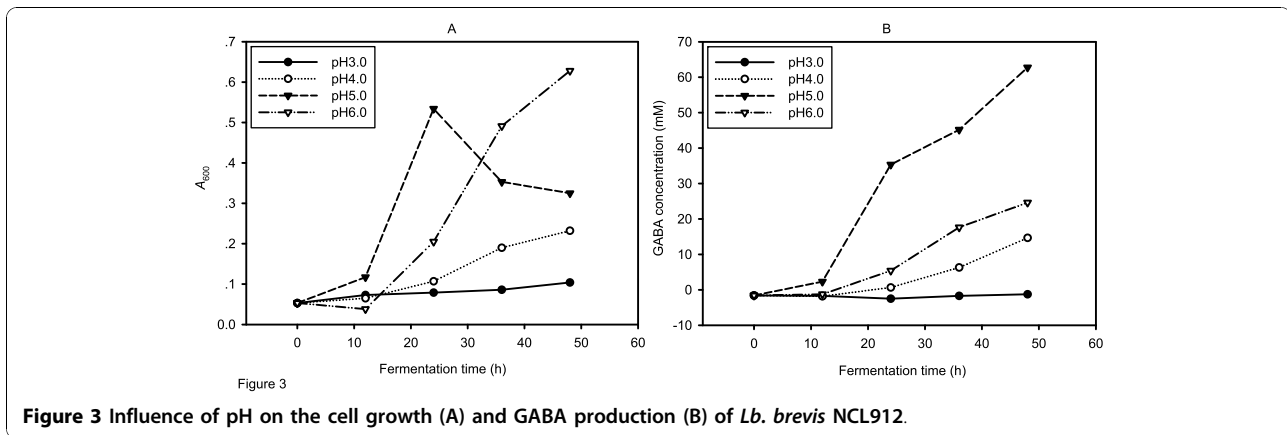 A
.7
.6
.5
.4
.3
.2
.1
0.0
A600
pH3.0
pH4.0
pH5.0
pH6.0
0 10 20 30 40 50 60
Fermentation time (h)
Figure 3
B
70
60
50
40
30
20
10
0
-10
GABA concentration (mM)
pH3.0
pH4.0
pH5.0
pH6.0
0 10 20 30 40 50 60
Fermentation time (h)
Figure 3 Influence of pH on the cell growth (A) and GABA production (B) of Lb. brevis NCL912.